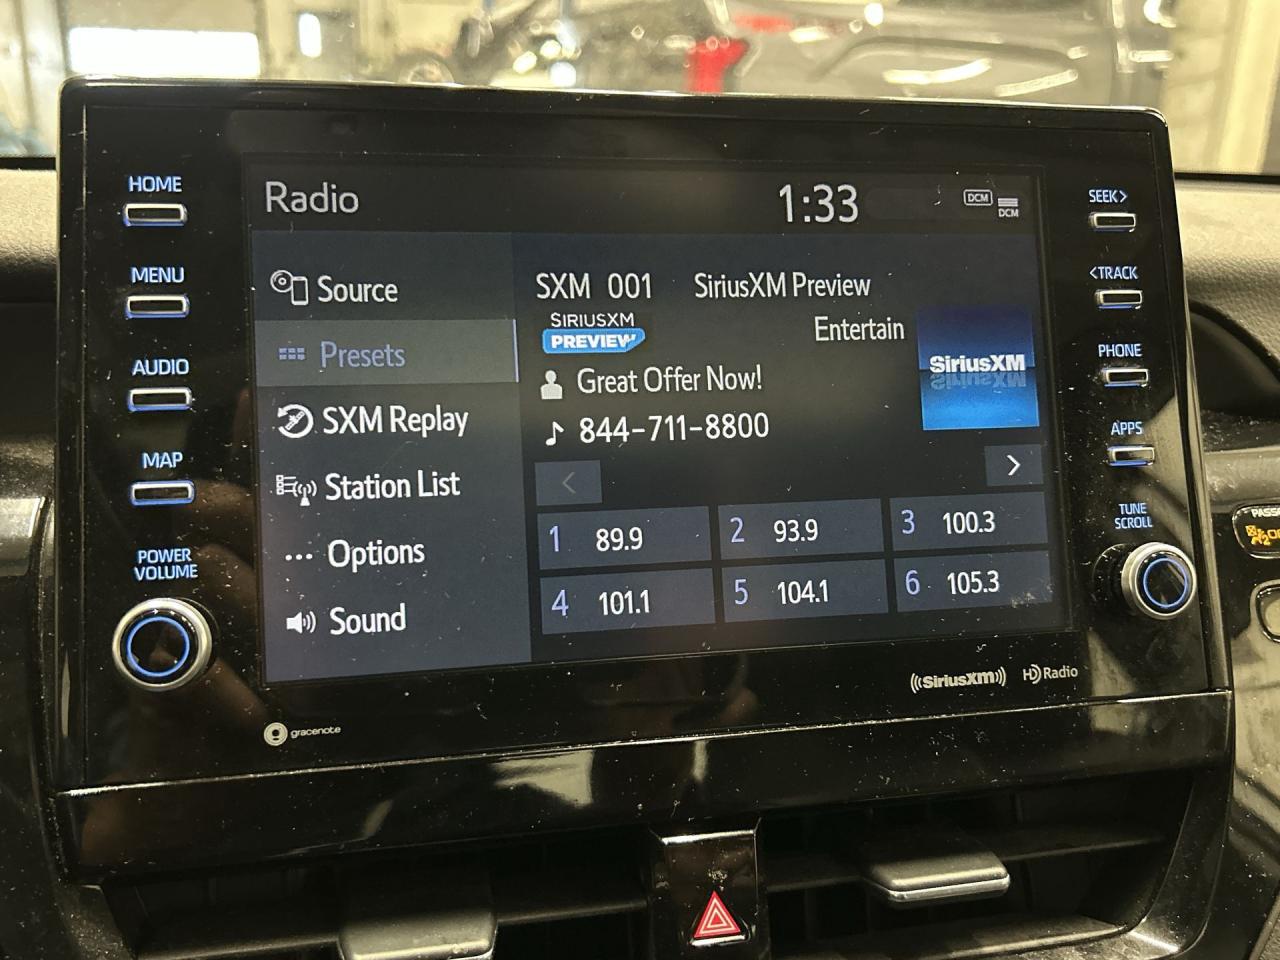 HOME
MENU
AUDIO
MAP
POWER
VOLUME
Radio
1:33
DCM
DCM
Source
Presets
SXM Replay
Station List
Options
Sound
SXM 001 SiriusXM Preview
SIRIUSXM
PREVIEW
Entertain
SiriusXM
Great Offer Now!
844-711-8800
<
>
1 89.9
2 93.9
3 100.3
4 101.1
5 104.1
6 105.3
SEEK>
<TRACK
PHONE
APPS
TUNE
SCROLL
((SiriusXM))
HD Radio
gracenote